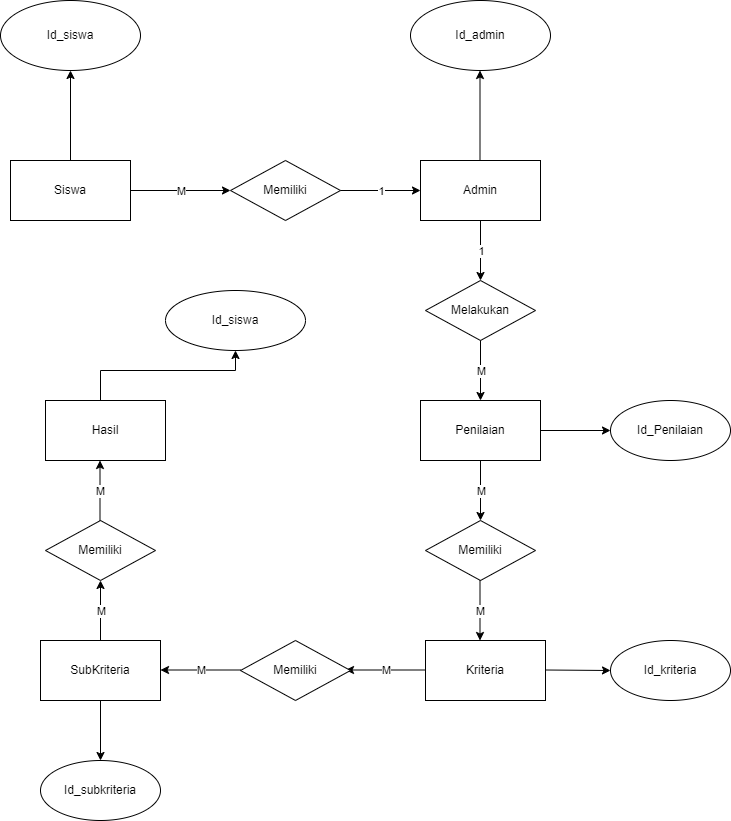 Id_siswa
Id_admin
Siswa
M
Memiliki
1
Admin
1
Melakukan
M
Id_siswa
Hasil
Penilaian
Id_Penilaian
M
M
Memiliki
Memiliki
M
M
SubKriteria
M
Memiliki
M
Kriteria
Id_kriteria
Id_subkriteria